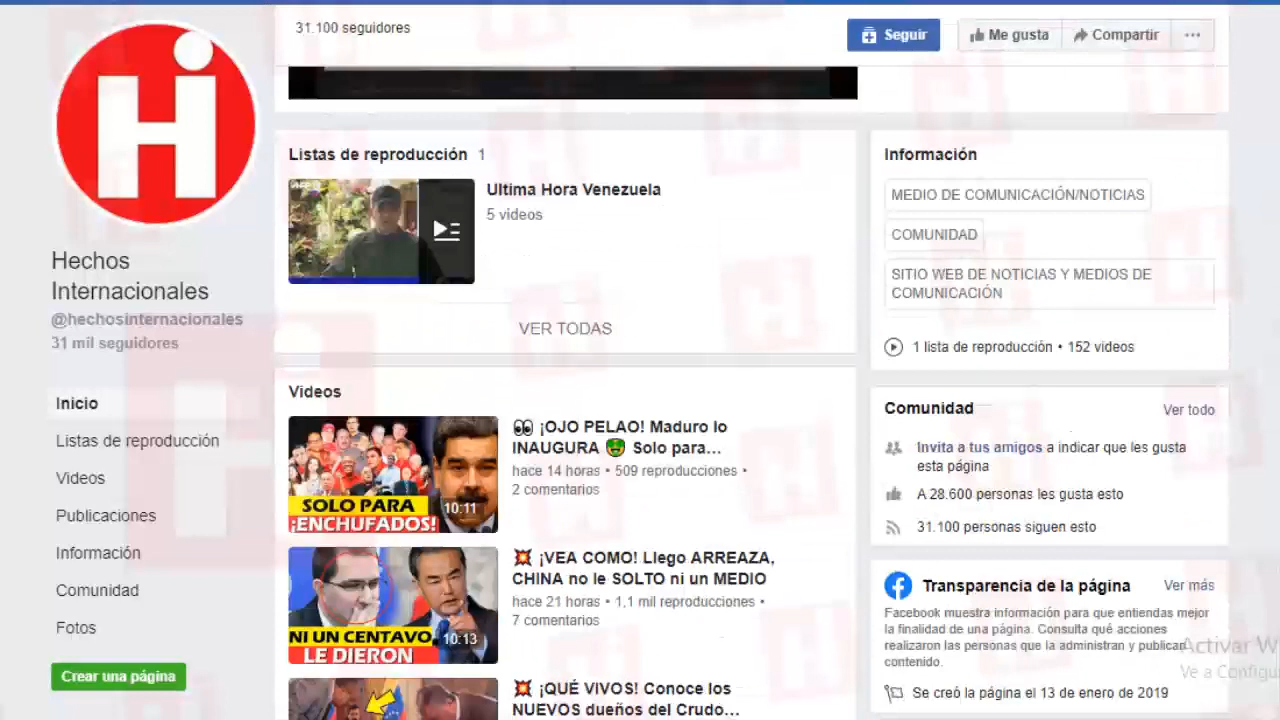 31.100 seguidores
Seguir
Me gusta
Compartir
Hi
Hechos
Internacionales
@hechosinternacionales
31 mil seguidores
Inicio
Listas de reproducción
Videos
Publicaciones
Información
Comunidad
Fotos
Crear una página
Listas de reproducción 1
Ultima Hora Venezuela
5 videos
VER TODAS
Videos
SOLO PARA
¡ENCHUFADOS!
10:11
👀 ¡OJO PELAO! Maduro lo
INAUGURA 🤑 Solo para...
hace 14 horas • 509 reproducciones •
2 comentarios
NI UN CENTAVO
LE DIERON
10:13
💥 ¡VEA COMO! Llego ARREAZA,
CHINA no le SOLTO ni un MEDIO
hace 21 horas • 1,1 mil reproducciones •
7 comentarios
💥 ¡QUÉ VIVOS! Conoce los
NUEVOS dueños del Crudo...
Información
MEDIO DE COMUNICACIÓN/NOTICIAS
COMUNIDAD
SITIO WEB DE NOTICIAS Y MEDIOS DE
COMUNICACIÓN
1 lista de reproducción • 152 videos
Comunidad
Ver todo
Invita a tus amigos a indicar que les gusta
esta página
A 28.600 personas les gusta esto
31.100 personas siguen esto
Transparencia de la página
Ver más
Facebook muestra información para que entiendas mejor
la finalidad de una página. Consulta qué acciones
realizaron las personas que la administran y publican
contenido.
Se creó la página el 13 de enero de 2019
Activar W
Ve a Configu